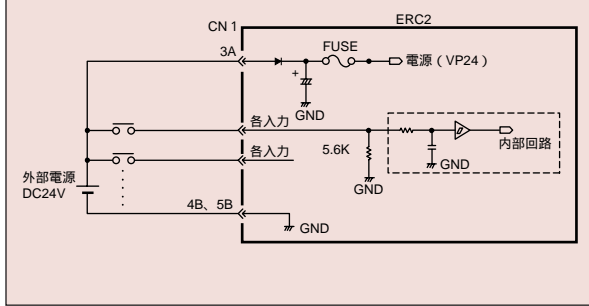 CN 1
ERC2
3A
FUSE
電源（VP24）
+
GND
各入力
内部回路
5.6K
GND
GND
各入力
外部電源
DC24V
4B、5B
GND